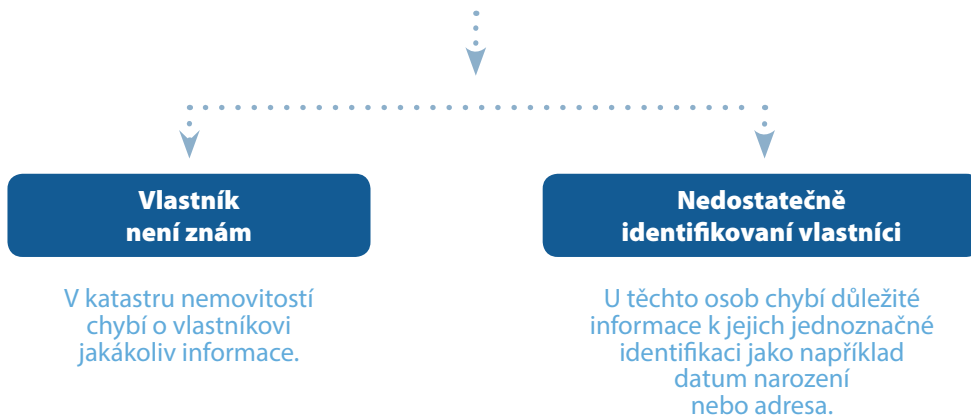 Vlastník
není znám
V katastru nemovitostí
chybí o vlastníkovi
jakákoliv informace.
Nedostatečně
identifikovaní vlastníci
U těchto osob chybí důležité
informace k jejich jednoznačné
identifikaci jako například
datum narození
nebo adresa.